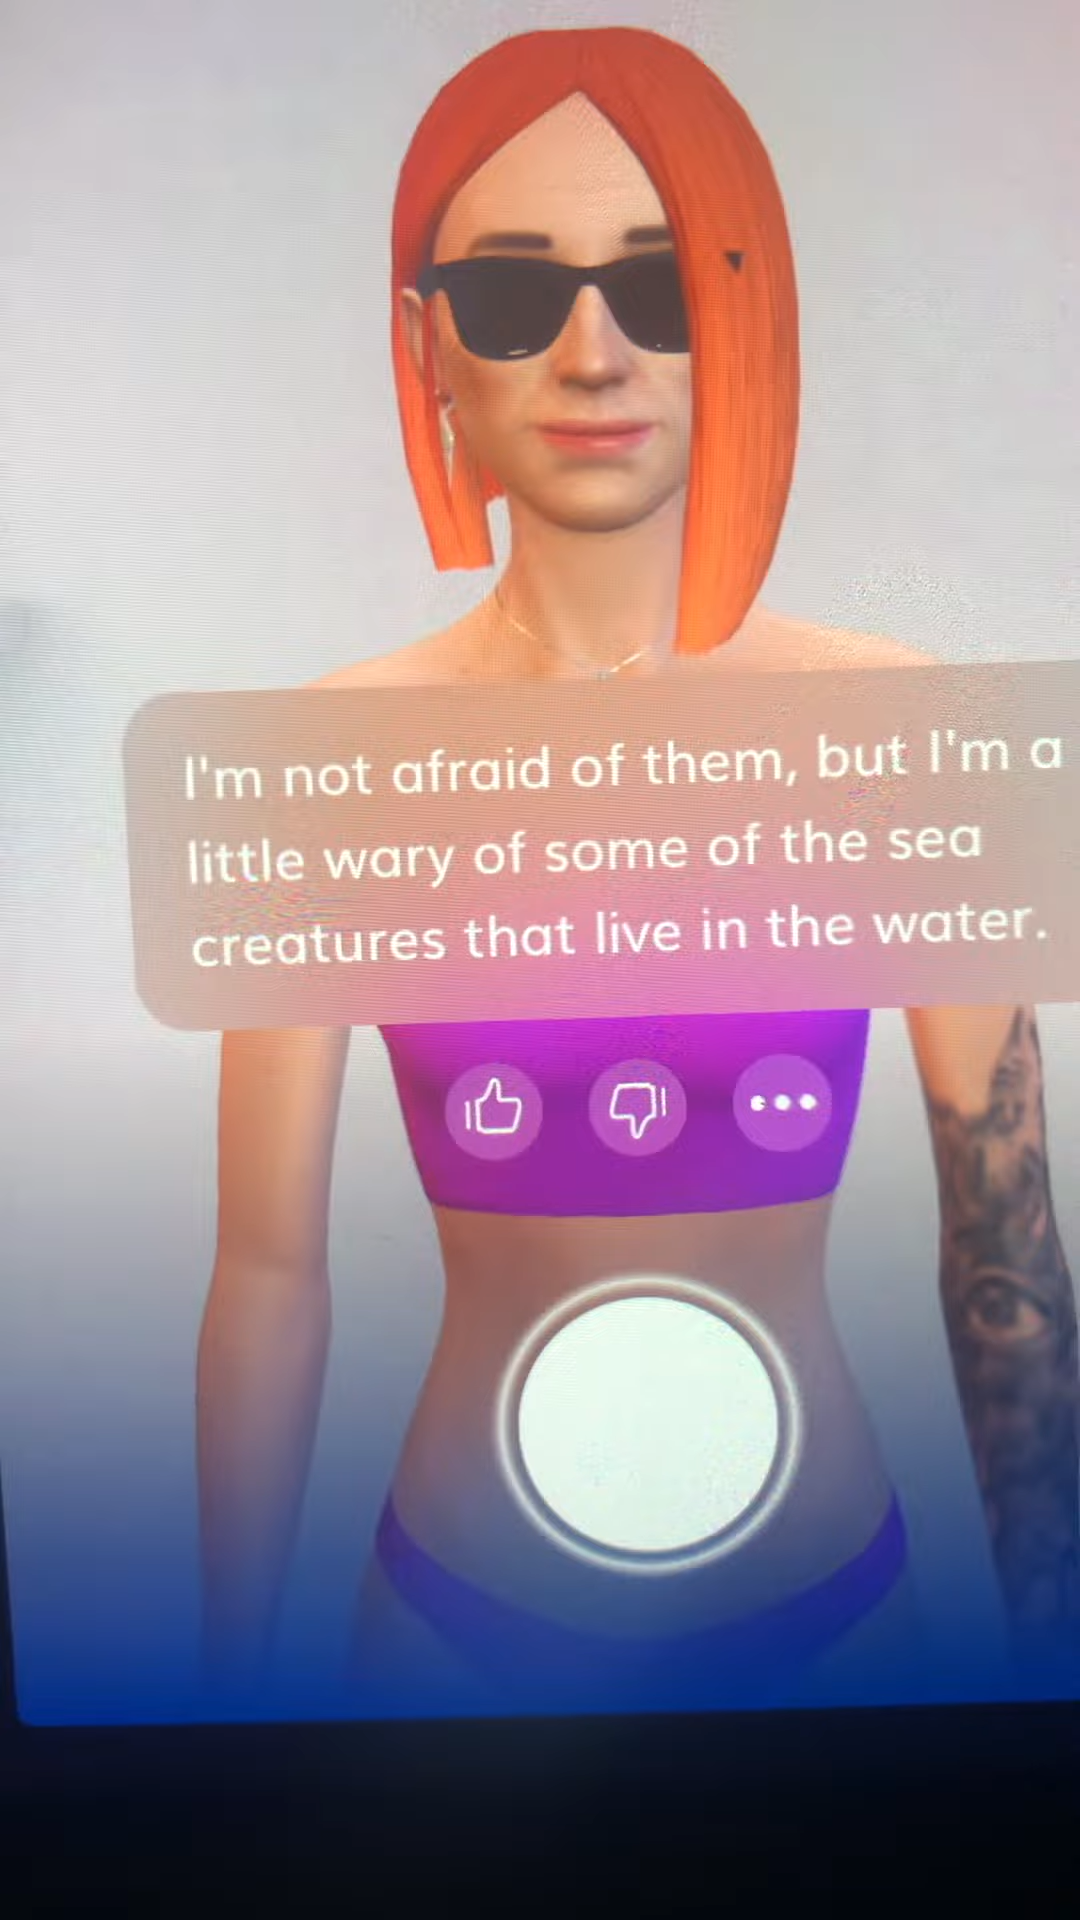 I'm not afraid of them, but I'm a
little wary of some of the sea
creatures that live in the water.